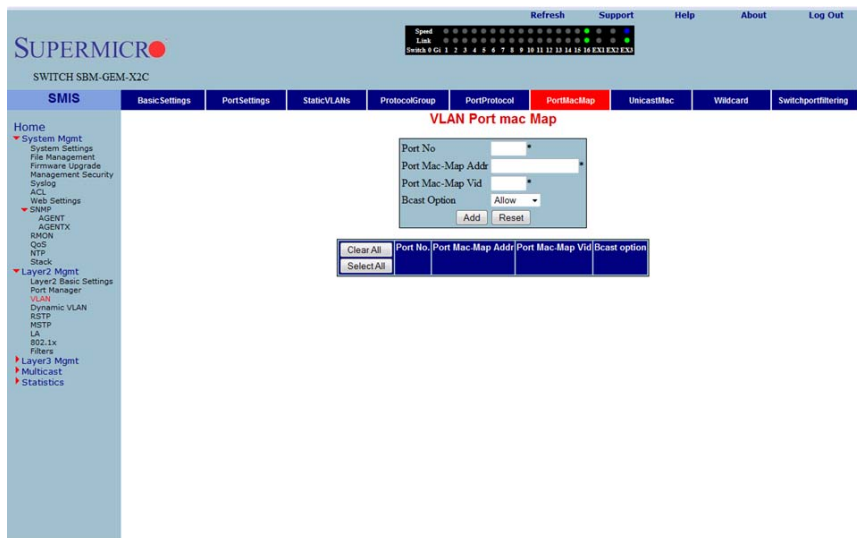 Refresh Support Help About Log Out
Speed
Link
Switch 0 Gi 1 2 3 4 5 6 7 8 9 10 11 12 13 14 15 16 EX1 EX2 EX3
SUPERMICRO
SWITCH SBM-GEM-X2C
SMIS
BasicSettings PortSettings StaticVLANs ProtocolGroup PortProtocol PortMacMap UnicastMac Wildcard Switchportfiltering
Home
System Mgmt
System Settings
File Management
Firmware Upgrade
Management Security
Syslog
ACL
Web Settings
SNMP
AGENT
AGENTX
RMON
QoS
NTP
Stack
Layer2 Mgmt
Layer2 Basic Settings
Port Manager
VLAN
Dynamic VLAN
RSTP
MSTP
LA
802.1x
Filters
Layer3 Mgmt
Multicast
Statistics
VLAN Port mac Map
Port No *
Port Mac-Map Addr *
Port Mac-Map Vid *
Bcast Option Allow
Add Reset
Clear All Port No. Port Mac-Map Addr Port Mac-Map Vid Bcast option
Select All